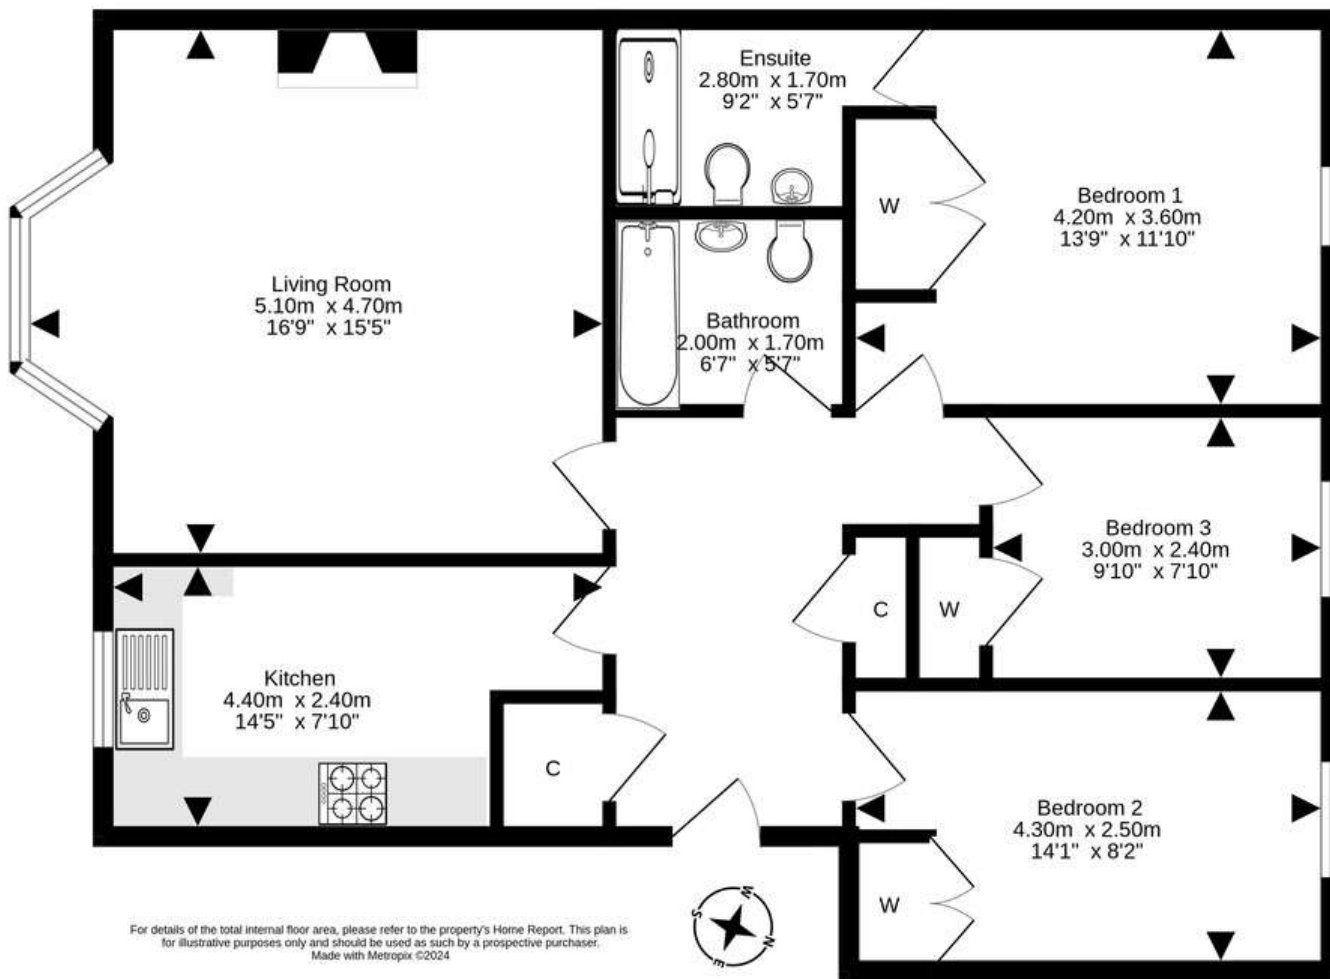 Ensuite
2.80m x 1.70m
9'2" x 5'7"
W
Bedroom 1
4.20m x 3.60m
13'9" x 11'10"
Living Room
5.10m x 4.70m
16'9" x 15'5"
Bathroom
2.00m x 1.70m
6'7" x 5'7"
Bedroom 3
3.00m x 2.40m
9'10" x 7'10"
C
W
Kitchen
4.40m x 2.40m
14'5" x 7'10"
C
Bedroom 2
4.30m x 2.50m
14'1" x 8'2"
W
W
S
N
E
For details of the total internal floor area, please refer to the property's Home Report. This plan is
for illustrative purposes only and should be used as such by a prospective purchaser.
Made with Metropix ©2024